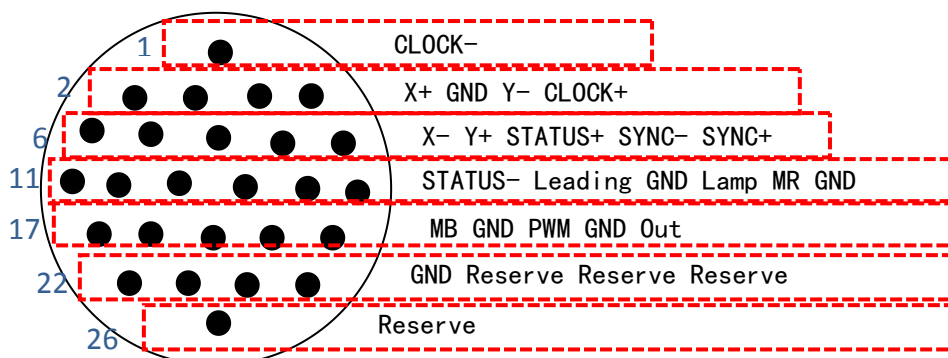 1 CLOCK-
2 X+ GND Y- CLOCK+
6 X- Y+ STATUS+ SYNC- SYNC+
11 STATUS- Leading GND Lamp MR GND
17 MB GND PWM GND Out
22 GND Reserve Reserve Reserve
26 Reserve